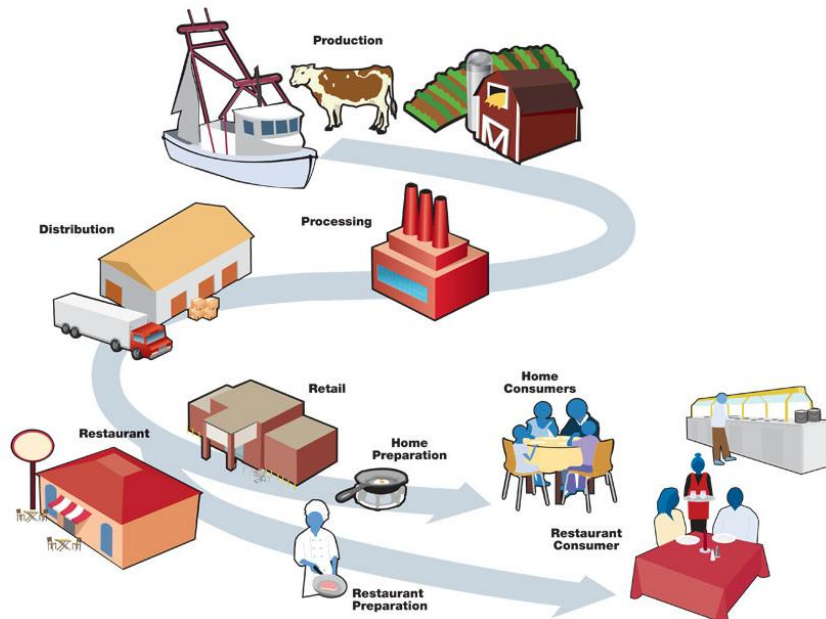 Production
Processing
Distribution
Retail
Home
Consumers
Restaurant
Home
Preparation
Restaurant
Consumer
Restaurant
Preparation